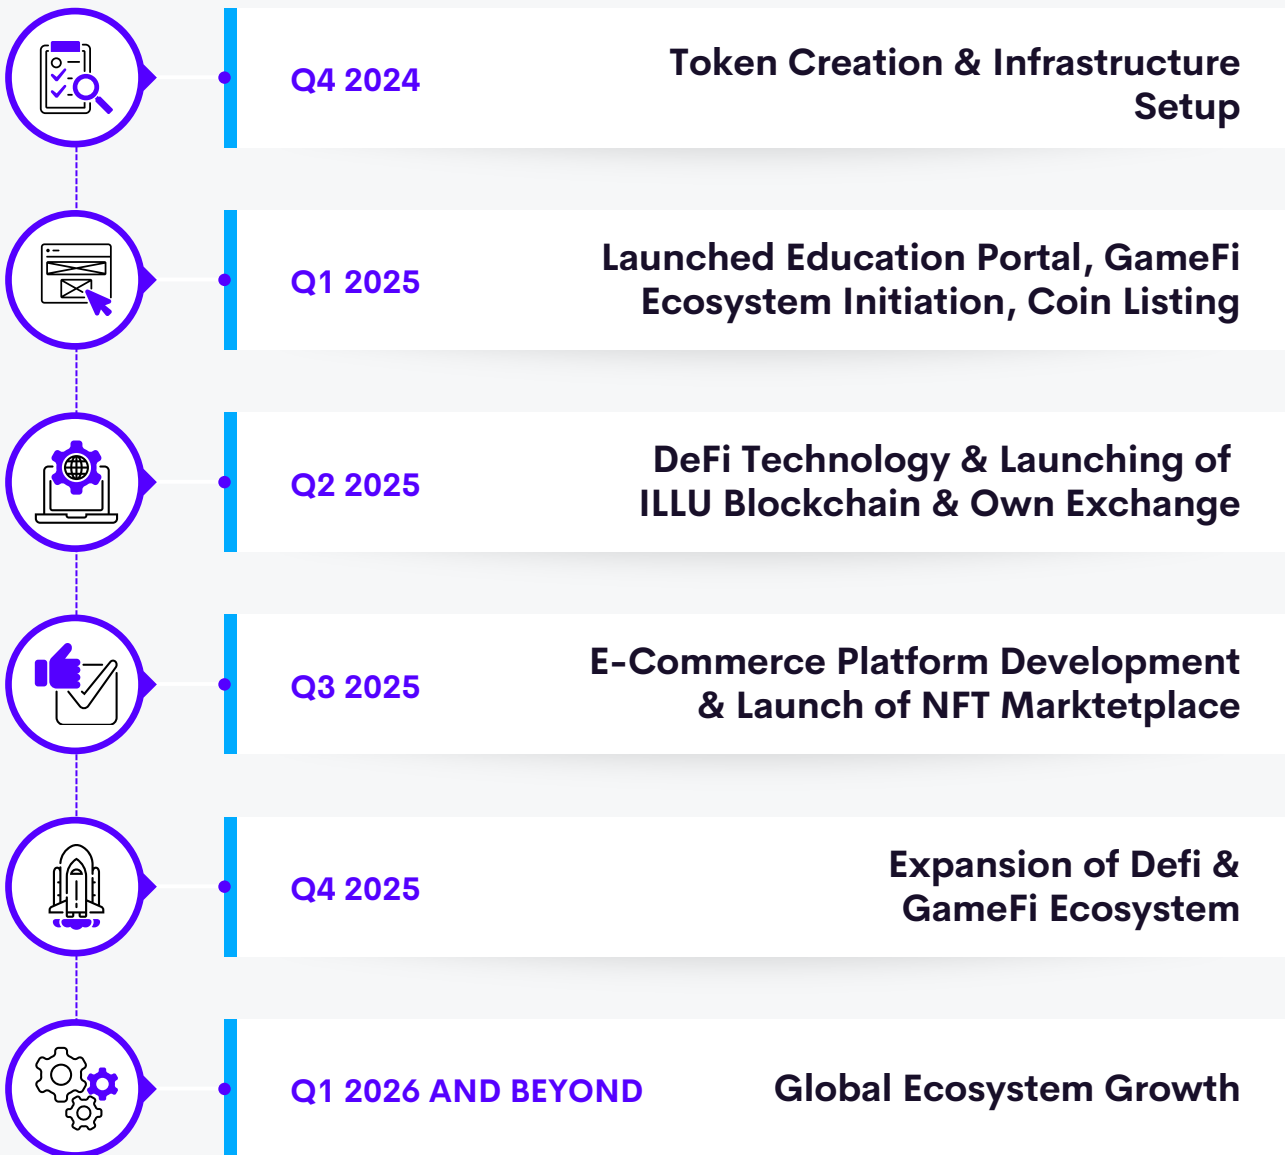 Q4 2024
Token Creation & Infrastructure
Setup
Q1 2025
Launched Education Portal, GameFi
Ecosystem Initiation, Coin Listing
Q2 2025
DeFi Technology & Launching of
ILLU Blockchain & Own Exchange
Q3 2025
E-Commerce Platform Development
& Launch of NFT Marktetplace
Q4 2025
Expansion of Defi &
GameFi Ecosystem
Q1 2026 AND BEYOND
Global Ecosystem Growth